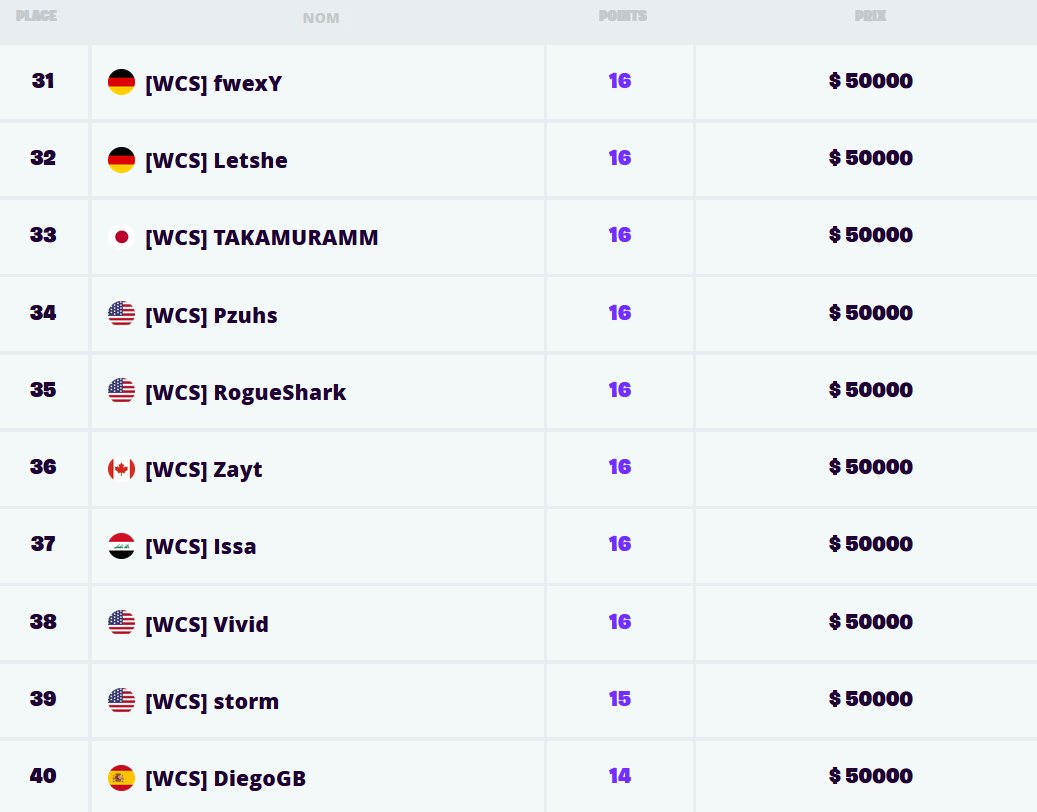 PLACE NOM POINTS PRIX
31 [WCS] fwexY 16 $ 50000
32 [WCS] Letshe 16 $ 50000
33 [WCS] TAKAMURAMM 16 $ 50000
34 [WCS] Pzuhs 16 $ 50000
35 [WCS] RogueShark 16 $ 50000
36 [WCS] Zayt 16 $ 50000
37 [WCS] Issa 16 $ 50000
38 [WCS] Vivid 16 $ 50000
39 [WCS] storm 15 $ 50000
40 [WCS] DiegoGB 14 $ 50000